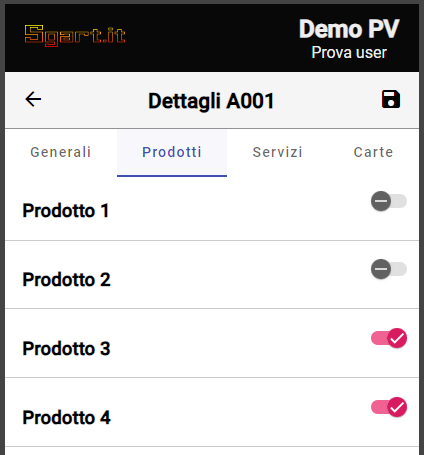 Sgart.it
Demo PV
Prova user
Dettagli A001
Generali Prodotti Servizi Carte
Prodotto 1
Prodotto 2
Prodotto 3
Prodotto 4